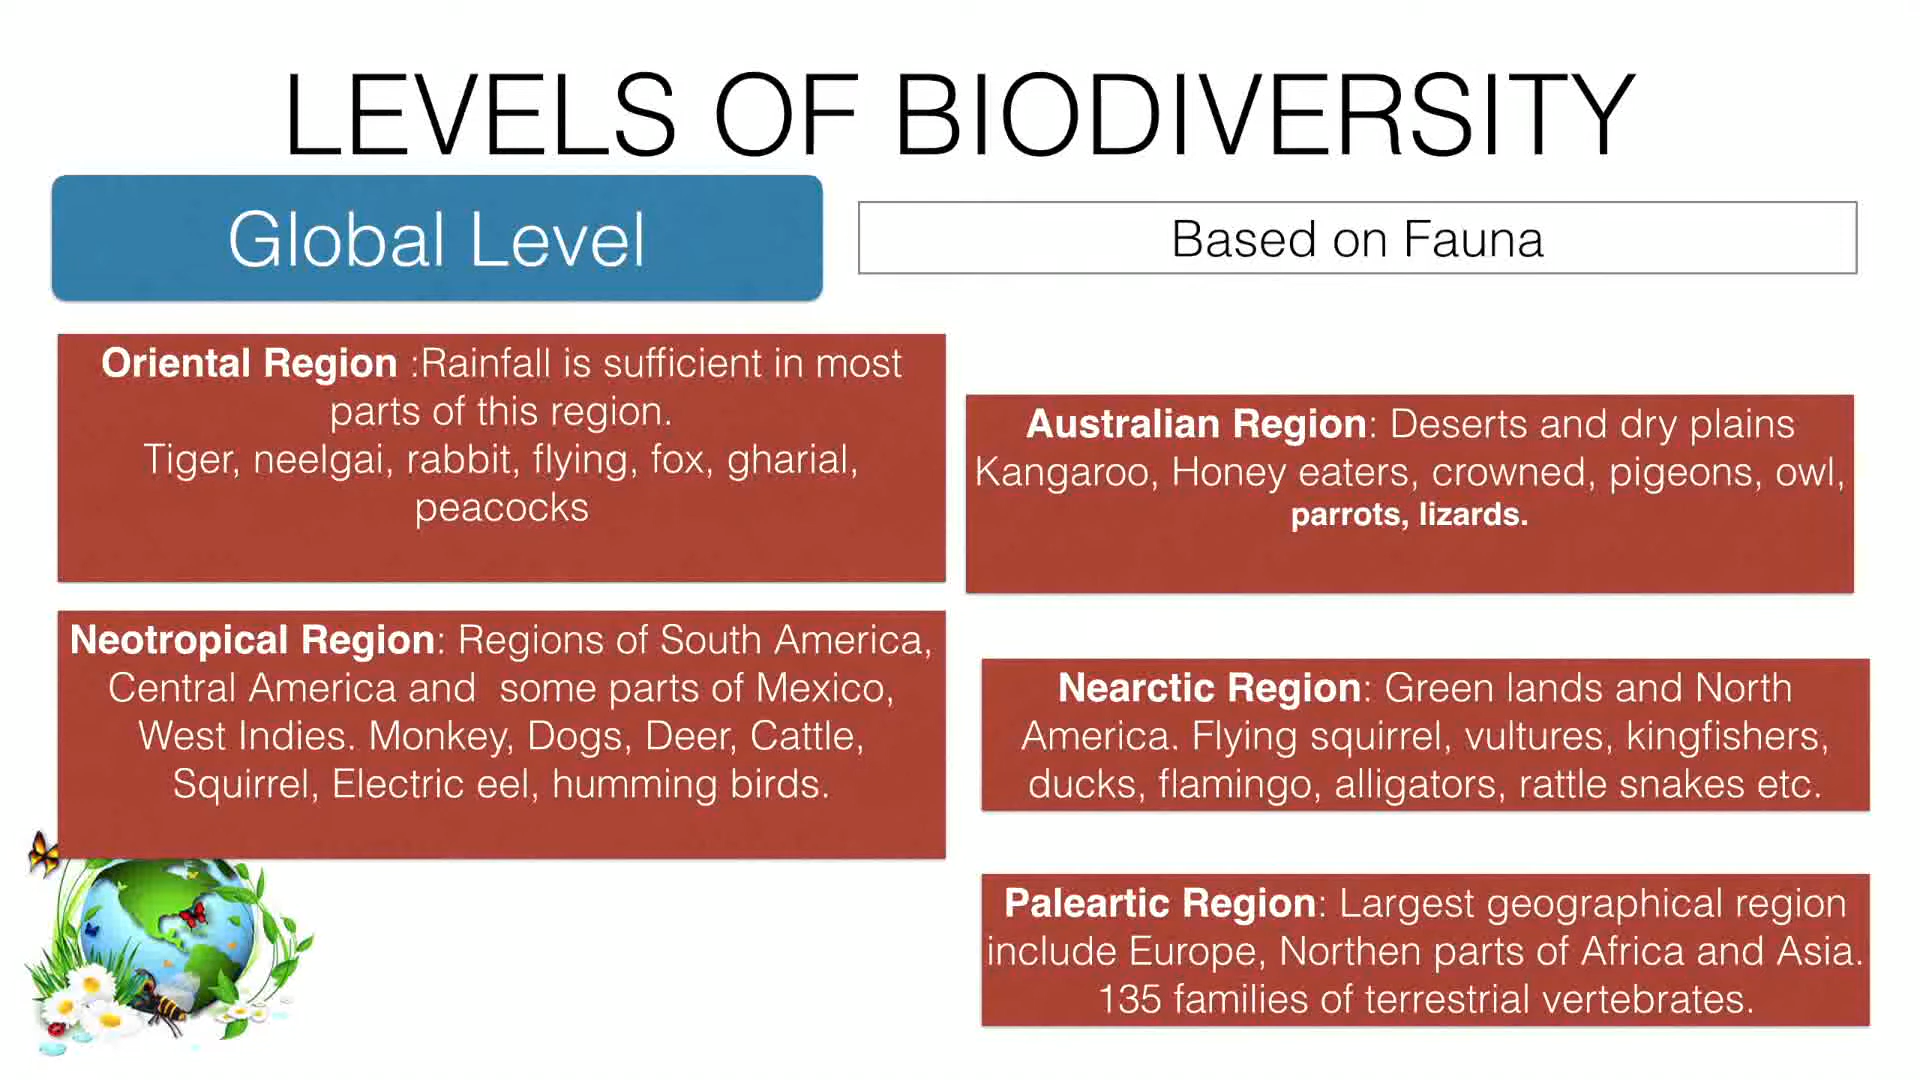 LEVELS OF BIODIVERSITY
Global Level
Based on Fauna
Oriental Region :Rainfall is sufficient in most
parts of this region.
Tiger, neelgai, rabbit, flying, fox, gharial,
peacocks
Australian Region: Deserts and dry plains
Kangaroo, Honey eaters, crowned, pigeons, owl,
parrots, lizards.
Neotropical Region: Regions of South America,
Central America and  some parts of Mexico,
West Indies. Monkey, Dogs, Deer, Cattle,
Squirrel, Electric eel, humming birds.
Nearctic Region: Green lands and North
America. Flying squirrel, vultures, kingfishers,
ducks, flamingo, alligators, rattle snakes etc.
Paleartic Region: Largest geographical region
include Europe, Northen parts of Africa and Asia.
135 families of terrestrial vertebrates.